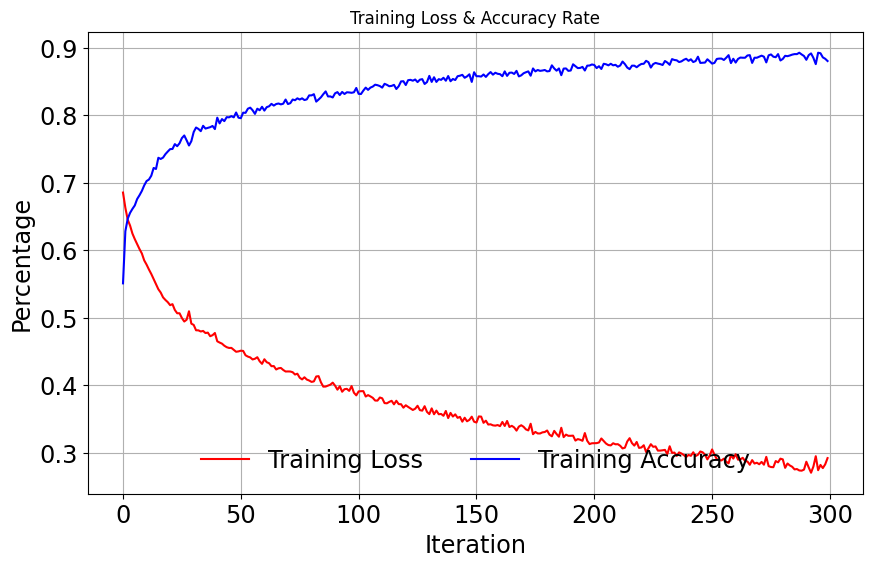 Training Loss & Accuracy Rate
0.9
0.8
0.7
0.6
0.5
0.4
0.3
Percentage
Training Loss
Training Accuracy
0 50 100 150 200 250 300
Iteration